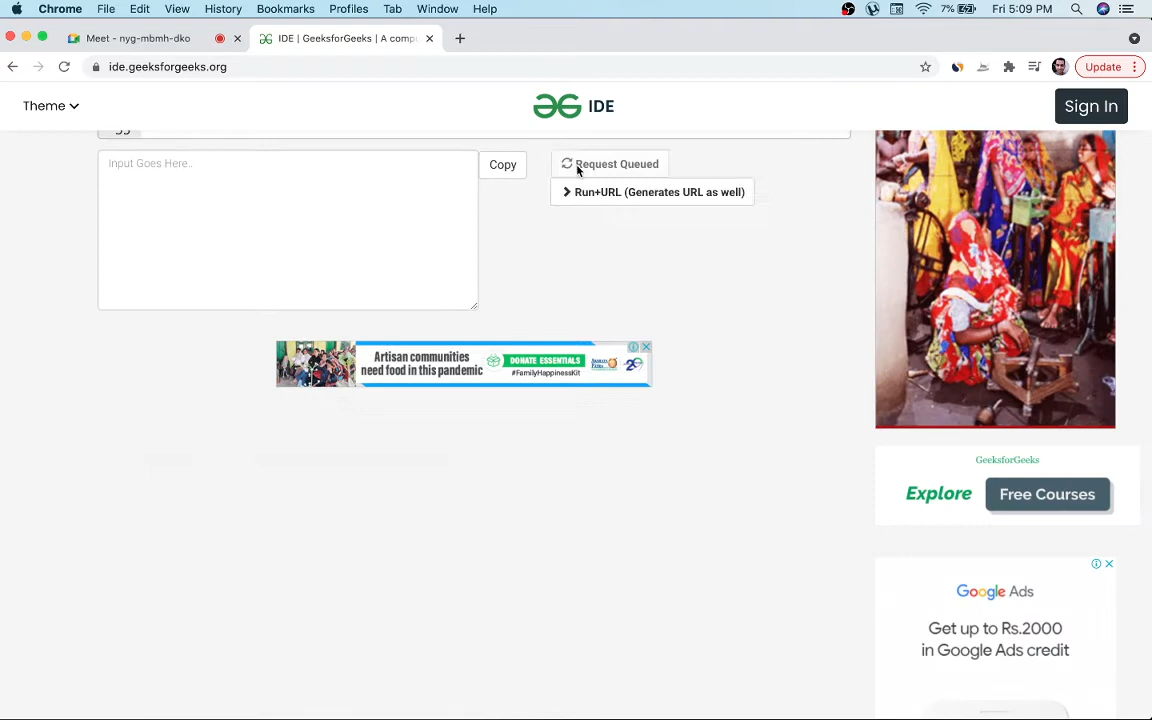 Chrome File Edit View History Bookmarks Profiles Tab Window Help 7% Fri 5:09 PM
Meet - nyg-mbmh-dko
IDE | GeeksforGeeks | A comp
ide.geeksforgeeks.org
Update
Theme
IDE
Sign In
Input Goes Here..
Copy
Request Queued
Run+URL (Generates URL as well)
Artisan communities
need food in this pandemic
DONATE ESSENTIALS
#FamilyHappinessKit
GeeksforGeeks
Explore
Free Courses
Google Ads
Get up to Rs.2000
in Google Ads credit